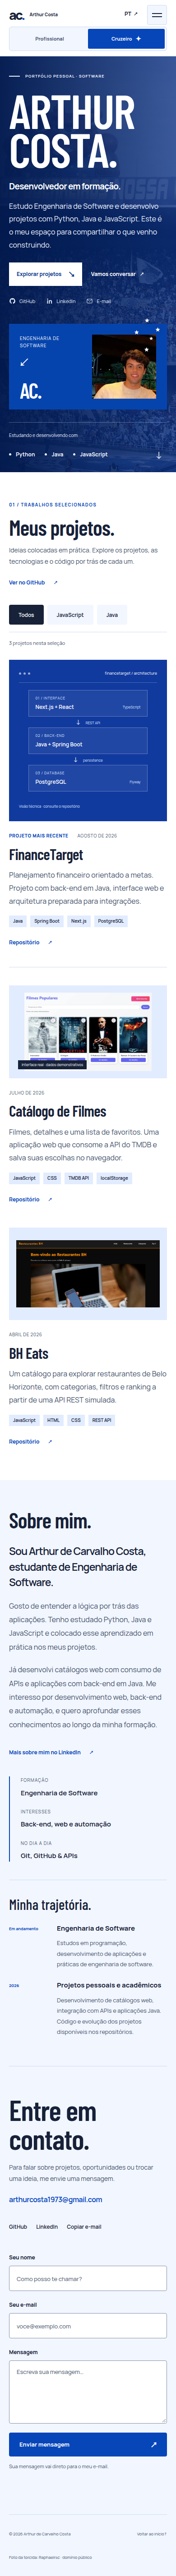 ac.
Arthur Costa
PT ↗
Profissional
Cruzeiro
PORTFÓLIO PESSOAL · SOFTWARE
ARTHUR
COSTA.
Desenvolvedor em formação.
Estudo Engenharia de Software e desenvolvo
projetos com Python, Java e JavaScript. Este é
o meu espaço para compartilhar o que venho
construindo.
Explorar projetos ↘
Vamos conversar ↗
GitHub
LinkedIn
E-mail
ENGENHARIA DE
SOFTWARE
↙
AC.
Estudando e desenvolvendo com
Python
Java
JavaScript
↓
01 / TRABALHOS SELECIONADOS
Meus projetos.
Ideias colocadas em prática. Explore os projetos, as
tecnologias e o código por trás de cada um.
Ver no GitHub ↗
Todos
JavaScript
Java
3 projetos nesta seleção
financetarget / architecture
01 / INTERFACE
Next.js + React
TypeScript
↓ REST API
02 / BACK-END
Java + Spring Boot
↓ persistência
03 / DATABASE
PostgreSQL
Flyway
Visão técnica · consulte o repositório
PROJETO MAIS RECENTE
AGOSTO DE 2026
FinanceTarget
Planejamento financeiro orientado a metas.
Projeto com back-end em Java, interface web e
arquitetura preparada para integrações.
Java
Spring Boot
Next.js
PostgreSQL
Repositório ↗
Filmes Populares
Interface real · dados demonstrativos
JULHO DE 2026
Catálogo de Filmes
Filmes, detalhes e uma lista de favoritos. Uma
aplicação web que consome a API do TMDB e
salva suas escolhas no navegador.
JavaScript
CSS
TMDB API
localStorage
Repositório ↗
Bem vindo ao Restaurantes BH
ABRIL DE 2026
BH Eats
Um catálogo para explorar restaurantes de Belo
Horizonte, com categorias, filtros e ranking a
partir de uma API REST simulada.
JavaScript
HTML
CSS
REST API
Repositório ↗
Sobre mim.
Sou Arthur de Carvalho Costa,
estudante de Engenharia de
Software.
Gosto de entender a lógica por trás das
aplicações. Tenho estudado Python, Java e
JavaScript e colocado esse aprendizado em
prática nos meus projetos.
Já desenvolvi catálogos web com consumo de
APIs e aplicações com back-end em Java. Me
interesso por desenvolvimento web, back-end
e automação, e quero aprofundar esses
conhecimentos ao longo da minha formação.
Mais sobre mim no LinkedIn ↗
FORMAÇÃO
Engenharia de Software
INTERESSES
Back-end, web e automação
NO DIA A DIA
Git, GitHub & APIs
Minha trajetória.
Em andamento
Engenharia de Software
Estudos em programação,
desenvolvimento de aplicações e
práticas de engenharia de software.
2026
Projetos pessoais e acadêmicos
Desenvolvimento de catálogos web,
integração com APIs e aplicações Java.
Código e evolução dos projetos
disponíveis nos repositórios.
Entre em
contato.
Para falar sobre projetos, oportunidades ou trocar
uma ideia, me envie uma mensagem.
arthurcosta1973@gmail.com
GitHub
LinkedIn
Copiar e-mail
Seu nome
Como posso te chamar?
Seu e-mail
voce@exemplo.com
Mensagem
Escreva sua mensagem...
Enviar mensagem ↗
Sua mensagem vai direto para o meu e-mail.
© 2026 Arthur de Carvalho Costa
Voltar ao início ↑